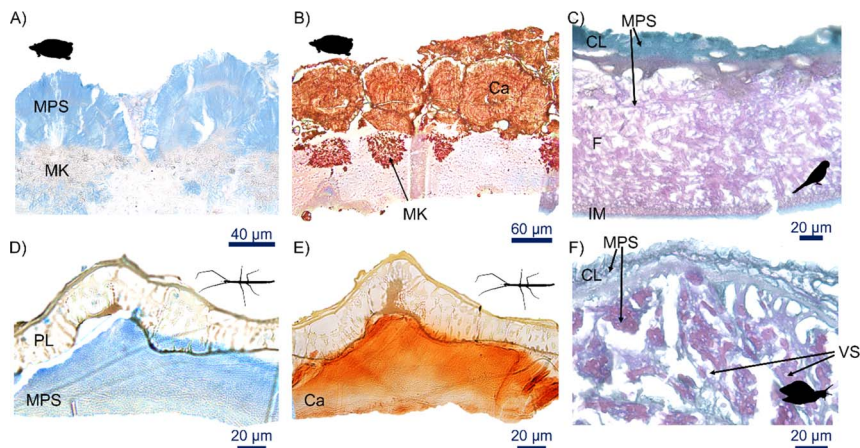 A)
MPS
MK
40 µm
B)
Ca
MK
60 µm
C)
MPS
CL
F
IM
20 µm
D)
PL
MPS
20 µm
E)
Ca
20 µm
F)
MPS
CL
VS
20 µm